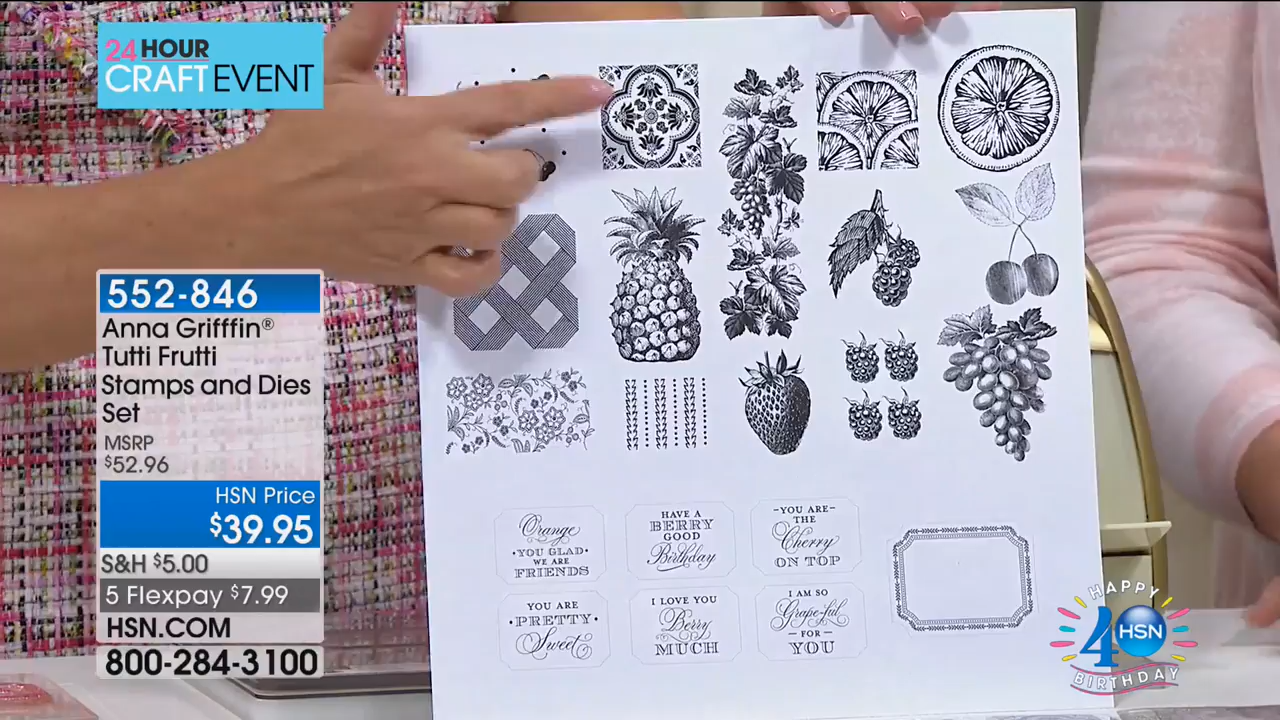 24 HOUR
CRAFT EVENT
552-846
Anna Grifffin®
Tutti Frutti
Stamps and Dies
Set
MSRP
$52.96
HSN Price
$39.95
S&H $5.00
5 Flexpay $7.99
HSN.COM
800-284-3100
Orange
·YOU GLAD·
WE ARE
FRIENDS
HAVE A
BERRY
GOOD
Birthday
-YOU ARE-
THE
Cherry
ON TOP
YOU ARE
·PRETTY·
Sweet
I LOVE YOU
Berry
MUCH
I AM SO
Grape-ful
-FOR-
YOU
HAPPY
40
HSN
BIRTHDAY